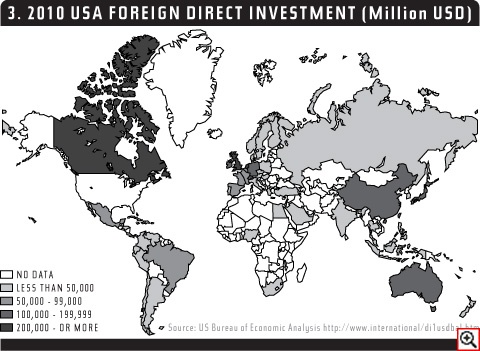 3. 2010 USA FOREIGN DIRECT INVESTMENT (Million USD)
NO DATA
LESS THAN 50,000
50,000 - 99,000
100,000 - 199,999
200,000 - OR MORE
Source: US Bureau of Economic Analysis http://www.international/di1usdbal.htm